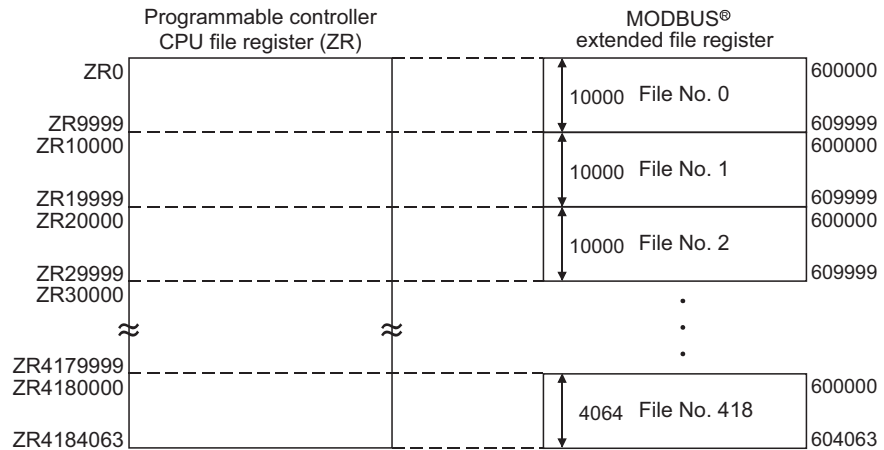 Programmable controller
CPU file register (ZR)
MODBUS®
extended file register
ZR0
600000
10000 File No. 0
ZR9999
609999
ZR10000
600000
10000 File No. 1
ZR19999
609999
ZR20000
600000
10000 File No. 2
ZR29999
609999
ZR30000
ZR4179999
ZR4180000
600000
4064 File No. 418
ZR4184063
604063